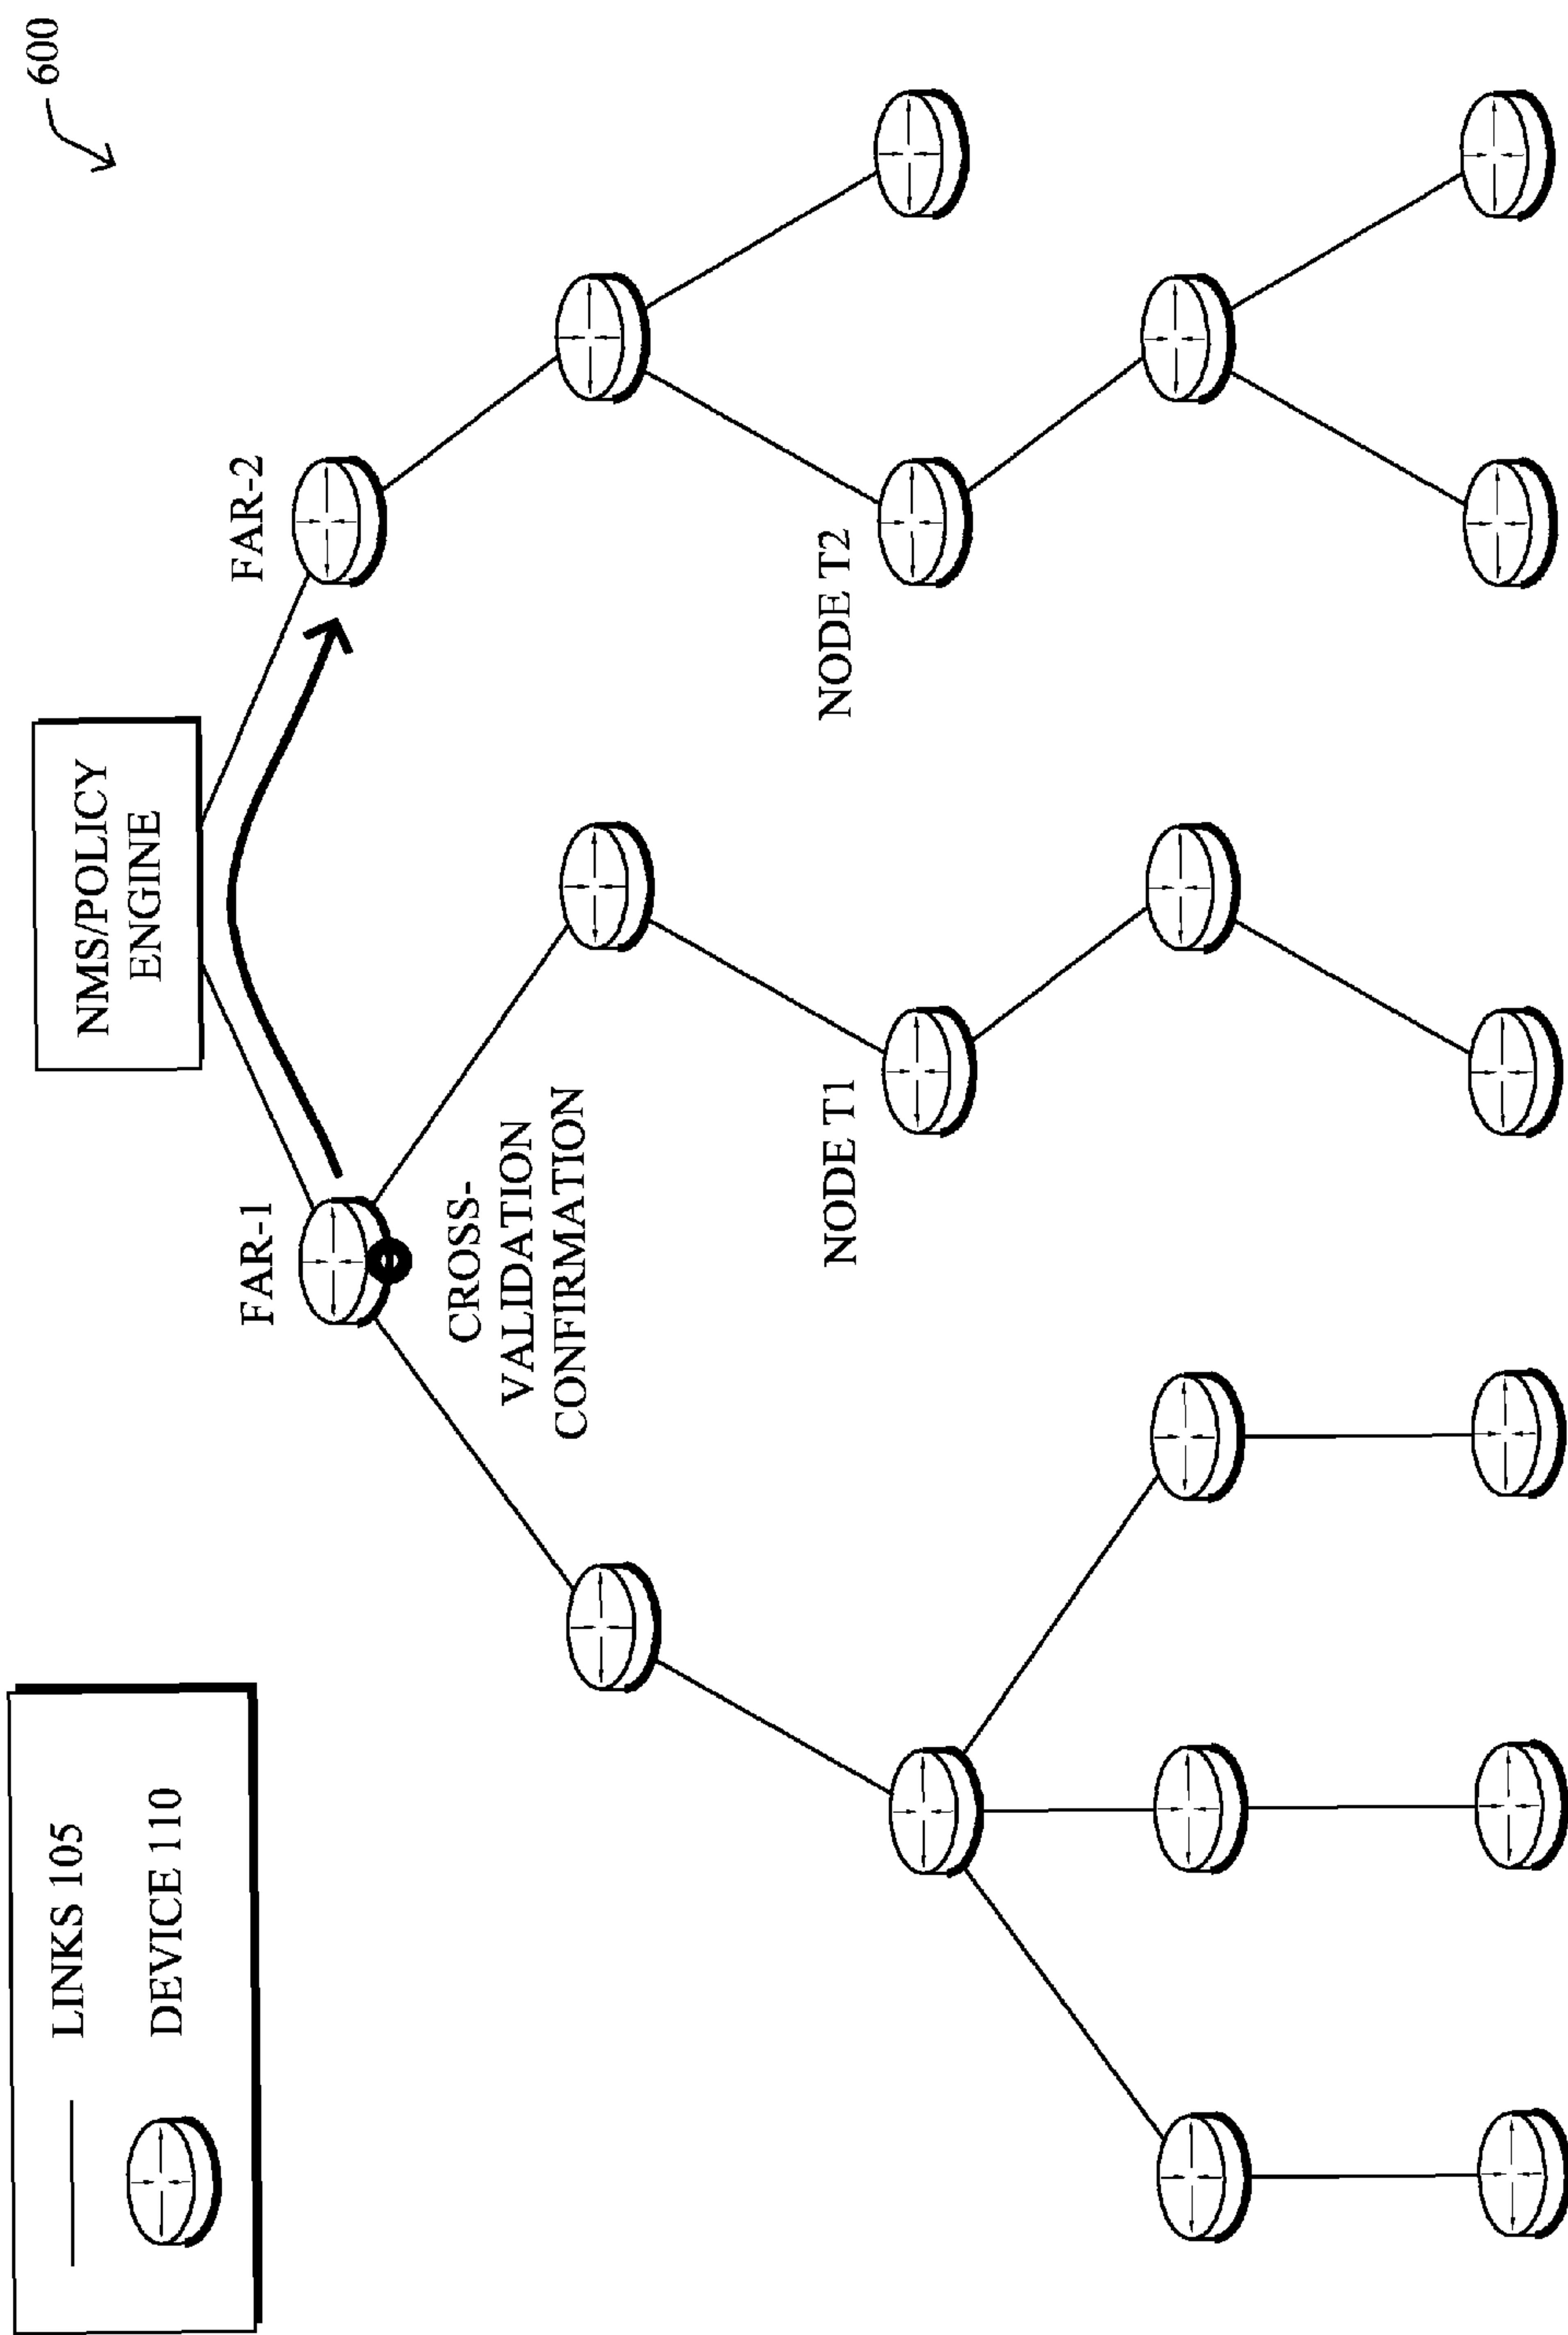 LINKS 105
DEVICE 110
600
NMS/POLICY
ENGINE
FAR-1
FAR-2
CROSS-
VALIDATION
CONFIRMATION
NODE T1
NODE T2